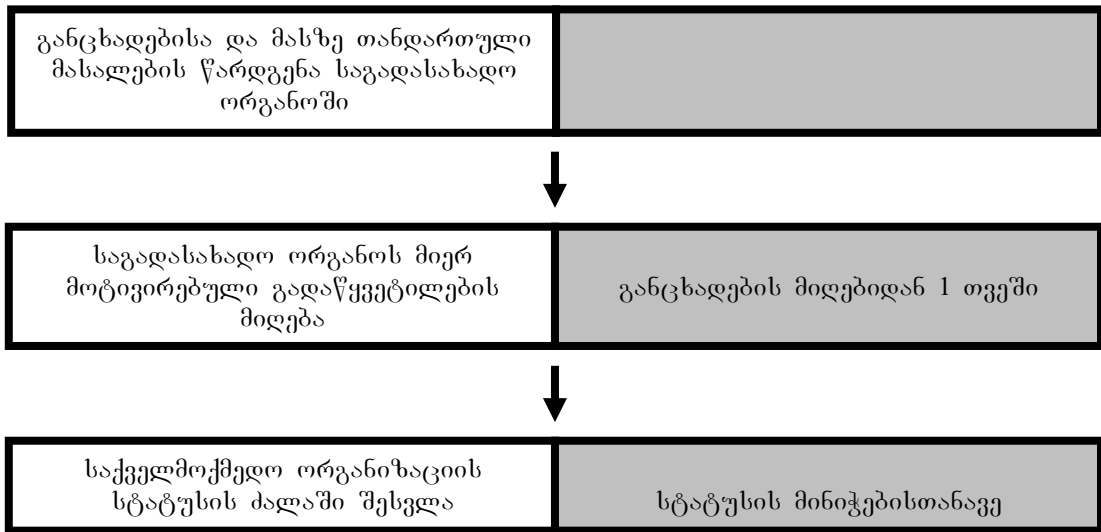 განცხადებისა და მასზე თანდართული
მასალების წარდგენა საგადასახადო
ორგანოში
საგადასახადო ორგანოს მიერ
მოტივირებული გადაწყვეტილების
მიღება
განცხადების მიღებიდან 1 თვეში
საქველმოქმედო ორგანიზაციის
სტატუსის ძალაში შესვლა
სტატუსის მინიჭებისთანავე